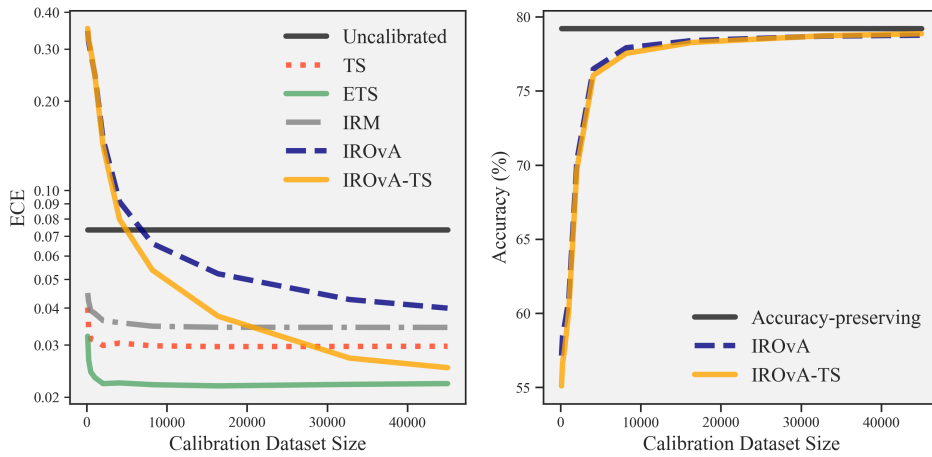 0.40
0.30
0.20
0.10
0.09
0.08
0.07
0.06
0.05
0.04
0.03
0.02
ECE
Uncalibrated
TS
ETS
IRM
IROvA
IROvA-TS
0
10000
20000
30000
40000
Calibration Dataset Size
80
75
70
65
60
55
Accuracy (%)
Accuracy-preserving
IROvA
IROvA-TS
0
10000
20000
30000
40000
Calibration Dataset Size